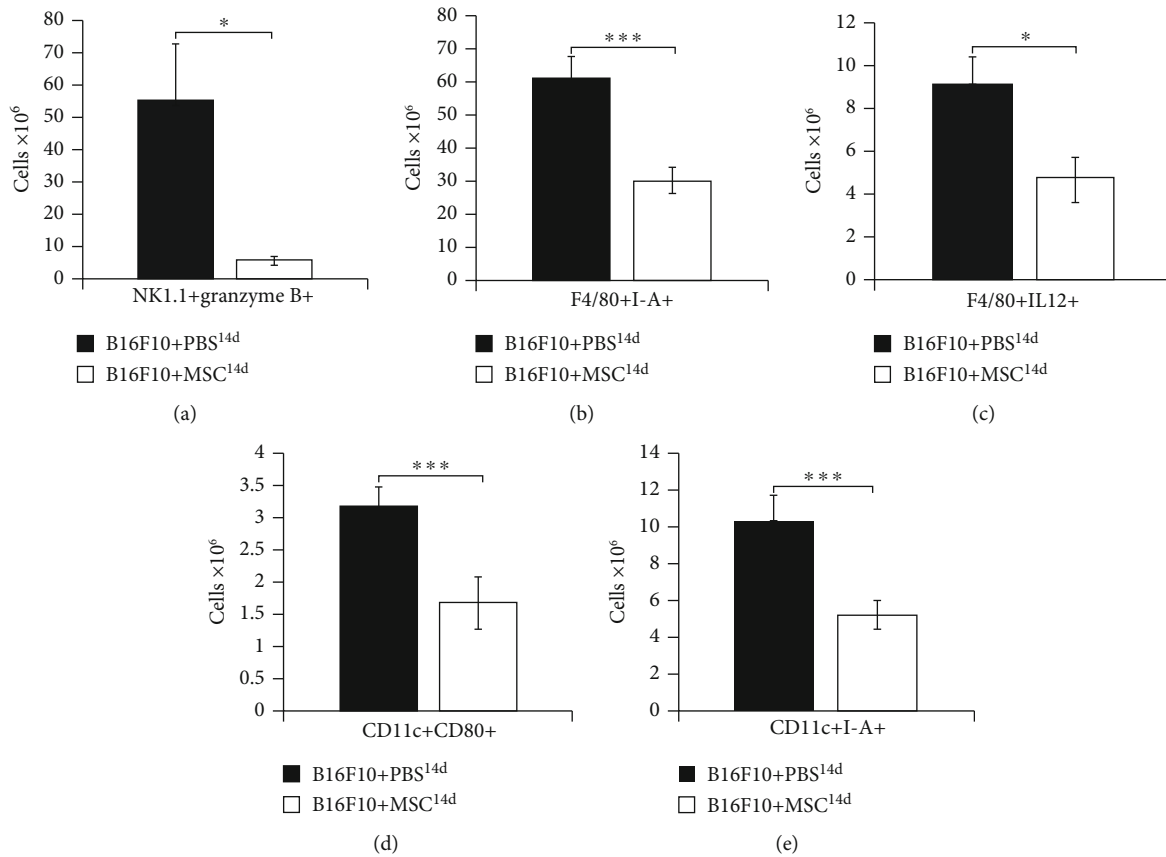 80
70
60
50
40
30
20
10
0
Cells ×10⁶
*
NK1.1+granzyme B+
B16F10+PBS¹⁴ᵈ
B16F10+MSC¹⁴ᵈ
(a)
80
70
60
50
40
30
20
10
0
Cells ×10⁶
***
F4/80+I-A+
B16F10+PBS¹⁴ᵈ
B16F10+MSC¹⁴ᵈ
(b)
12
10
8
6
4
2
0
Cells ×10⁶
*
F4/80+IL12+
B16F10+PBS¹⁴ᵈ
B16F10+MSC¹⁴ᵈ
(c)
4
3.5
3
2.5
2
1.5
1
0.5
0
Cells ×10⁶
***
CD11c+CD80+
B16F10+PBS¹⁴ᵈ
B16F10+MSC¹⁴ᵈ
(d)
14
12
10
8
6
4
2
0
Cells ×10⁶
***
CD11c+I-A+
B16F10+PBS¹⁴ᵈ
B16F10+MSC¹⁴ᵈ
(e)